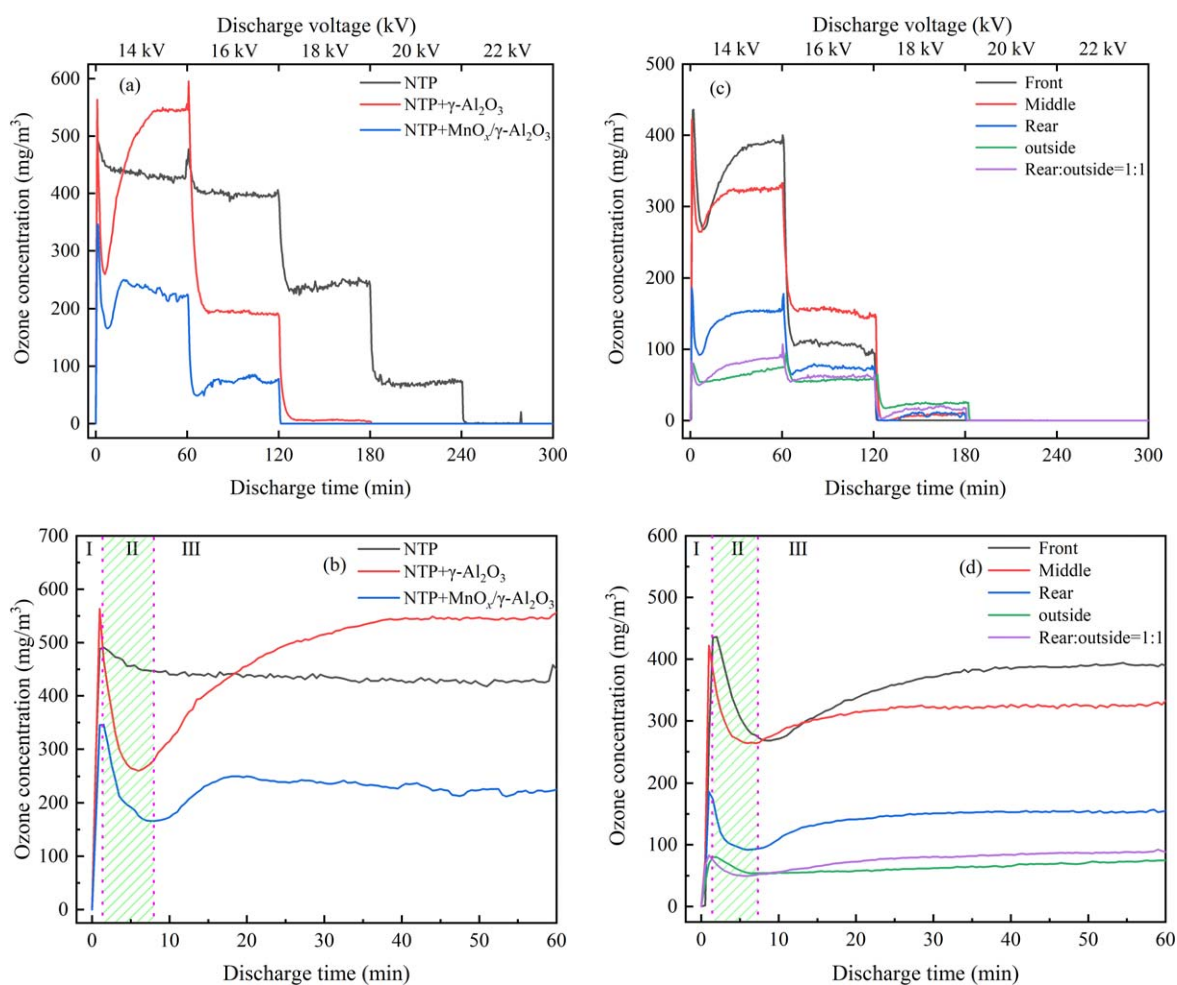 Discharge voltage (kV)
14 kV 16 kV 18 kV 20 kV 22 kV
600
500
400
300
200
100
0
Ozone concentration (mg/m³)
(a)
NTP
NTP+γ-Al₂O₃
NTP+MnOₓ/γ-Al₂O₃
0 60 120 180 240 300
Discharge time (min)
Discharge voltage (kV)
14 kV 16 kV 18 kV 20 kV 22 kV
500
400
300
200
100
0
Ozone concentration (mg/m³)
(c)
Front
Middle
Rear
outside
Rear:outside=1:1
0 60 120 180 240 300
Discharge time (min)
700
600
500
400
300
200
100
0
Ozone concentration (mg/m³)
I II III
(b)
NTP
NTP+γ-Al₂O₃
NTP+MnOₓ/γ-Al₂O₃
0 10 20 30 40 50 60
Discharge time (min)
600
500
400
300
200
100
0
Ozone concentration (mg/m³)
I II III
(d)
Front
Middle
Rear
outside
Rear:outside=1:1
0 10 20 30 40 50 60
Discharge time (min)